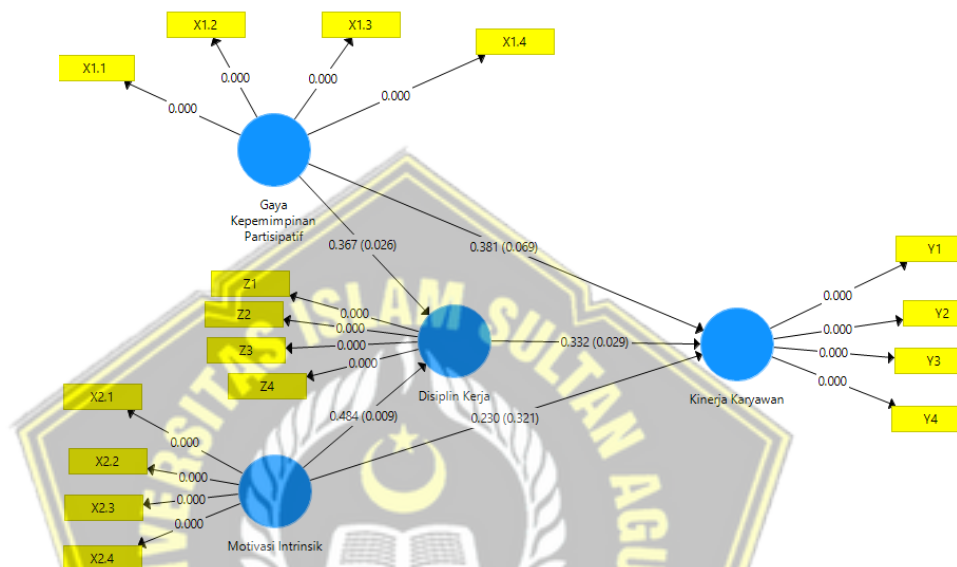 X1.2
X1.3
X1.4
X1.1
0.000
0.000
0.000
0.000
Gaya
Kepemimpinan
Partisipatif
0.367 (0.026)
0.381 (0.069)
Z1
Z2
Z3
Z4
0.000
0.000
0.000
0.000
Disiplin Kerja
0.332 (0.029)
0.484 (0.009)
0.230 (0.321)
Kinerja Karyawan
Y1
Y2
Y3
Y4
0.000
0.000
0.000
0.000
X2.1
X2.2
X2.3
X2.4
0.000
0.000
0.000
0.000
Motivasi Intrinsik
ISLAM SULTAN AGU